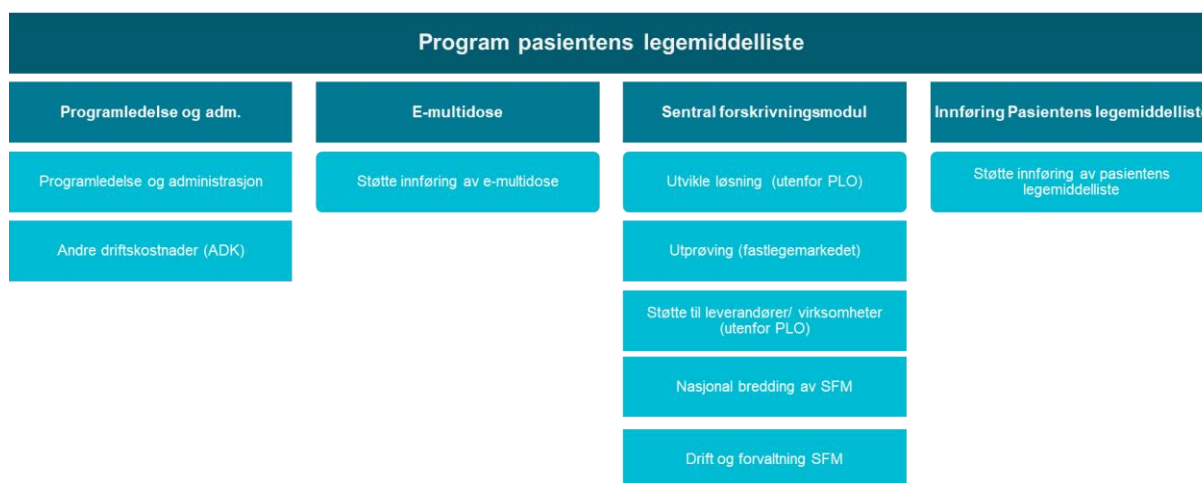 Program pasientens legemiddelliste
Programledelse og adm.
Programledelse og administrasjon
Andre driftskostnader (ADK)
E-multidose
Støtte innføring av e-multidose
Sentral forskrivningsmodul
Utvikle løsning (utenfor PLO)
Utprøving (fastlegemarkedet)
Støtte til leverandører/ virksomheter
(utenfor PLO)
Nasjonal bredding av SFM
Drift og forvaltning SFM
Innføring Pasientens legemiddelliste
Støtte innføring av pasientens
legemiddelliste